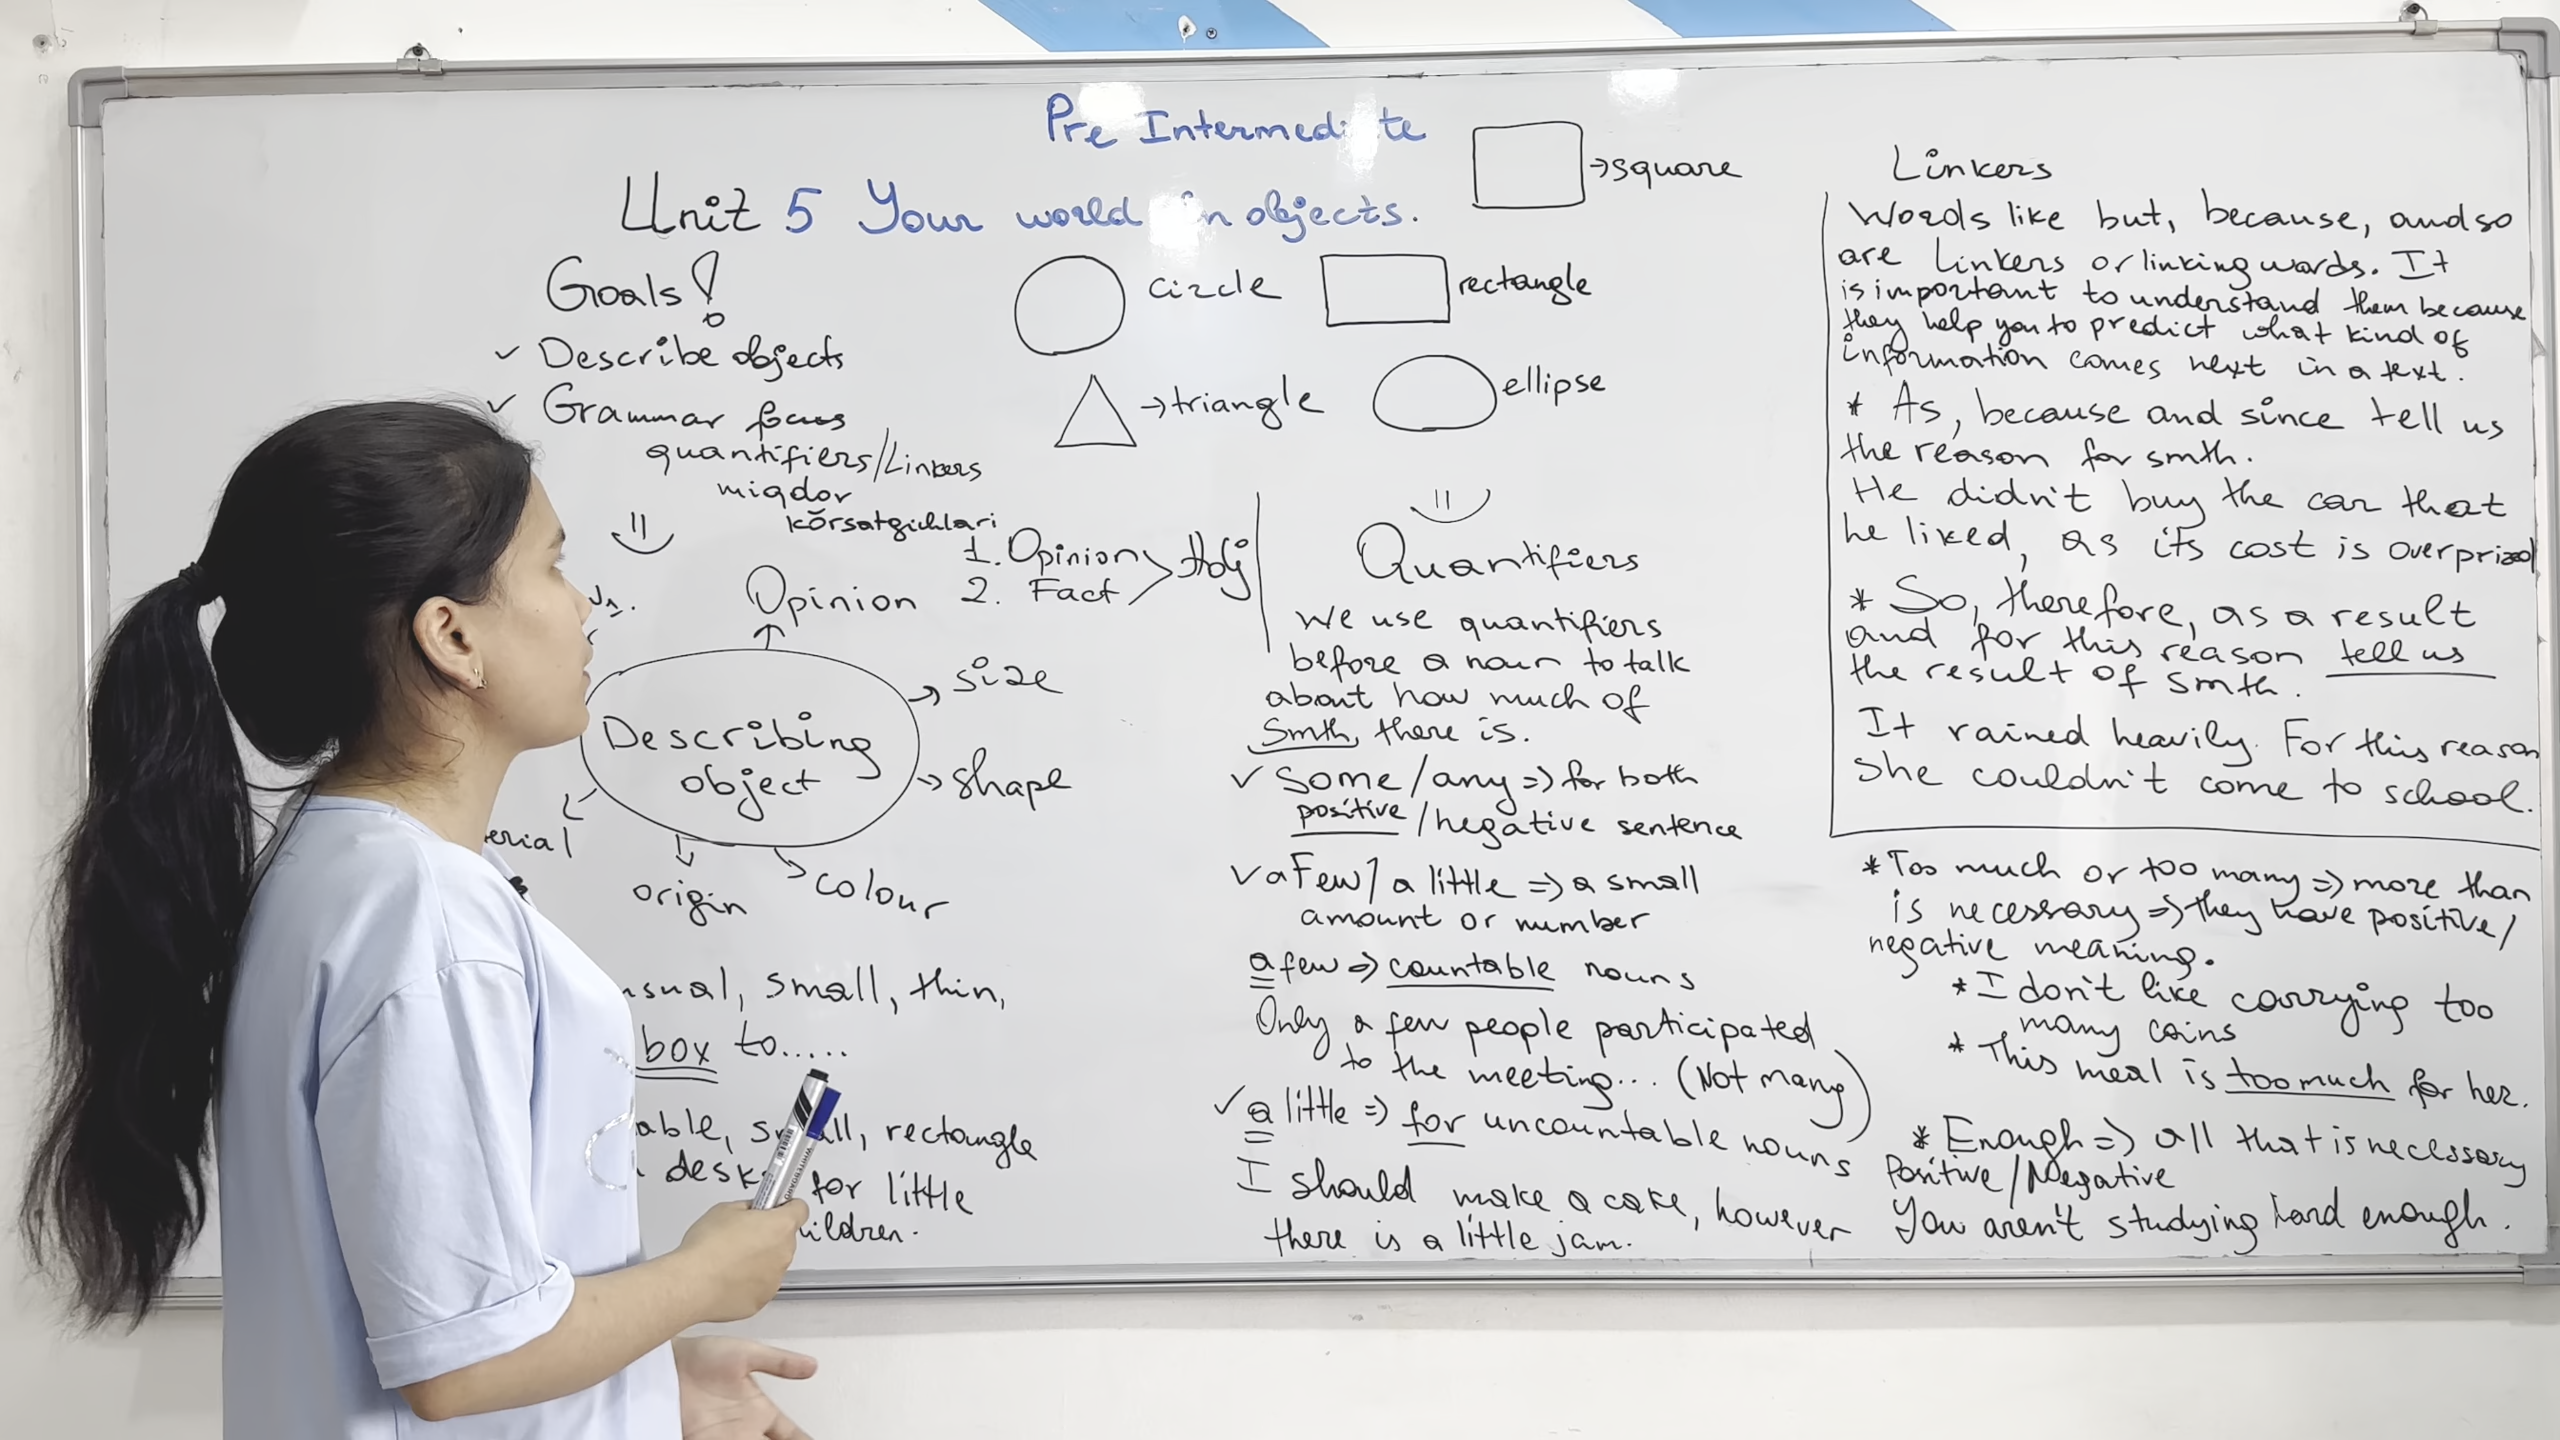 Pre Intermediate
Unit 5 Your world in objects.
Goals!
✓ Describe objects
✓ Grammar focus
quantifiers/Linkers
miqdor
kŏrsatgichlari
circle
→square
rectangle
→triangle
ellipse
1. Opinion
2. Fact
Adj
Opinion
size
shape
colour
origin
erial
Describing
object
small, thin,
box to.....
able, small, rectangle
desk for little
ildren.
Quantifiers
We use quantifiers
before a noun to talk
about how much of
smth, there is.
✓ some/any => for both
positive/negative sentence
✓ a Few/ a little => a small
amount or number
a few => countable nouns
Only a few people participated
to the meeting... (Not many)
✓ a little => for uncountable nouns
I should make a cake, however
there is a little jam.
Linkers
Words like but, because, and so
are Linkers or linking words. It
is important to understand them because
they help you to predict what kind of
information comes next in a text.
* As, because and since tell us
the reason for smth.
He didn't buy the car that
he liked, as its cost is overprized
* So, therefore, as a result
and for this reason tell us
the result of smth.
It rained heavily. For this reason
she couldn't come to school.
* Too much or too many => more than
is necessary => they have positive/
negative meaning.
* I don't like carrying too
many coins
* This meal is too much for her.
* Enough => all that is necessary
Positive/Negative
You aren't studying hard enough.